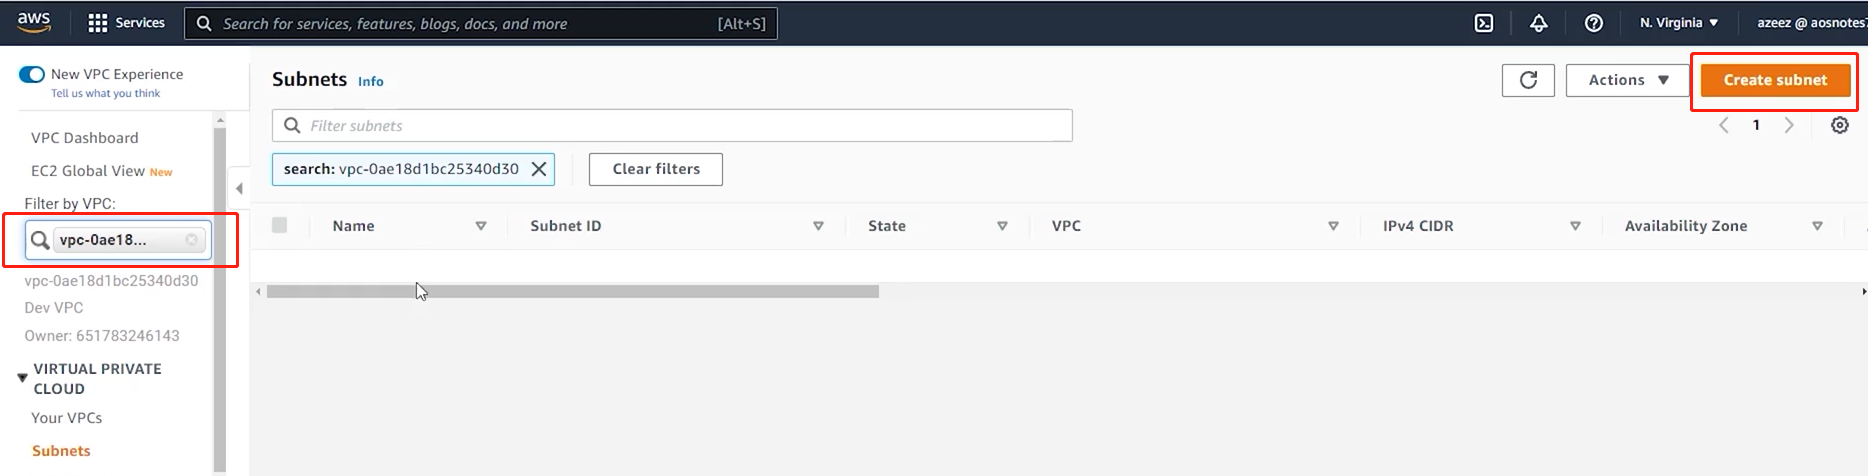 aws Services Search for services, features, blogs, docs, and more [Alt+S] N. Virginia azeez @ aosnotes7
New VPC Experience
Tell us what you think
VPC Dashboard
EC2 Global View New
Filter by VPC:
vpc-0ae18...
vpc-0ae18d1bc25340d30
Dev VPC
Owner: 651783246143
VIRTUAL PRIVATE
CLOUD
Your VPCs
Subnets
Subnets Info Actions Create subnet
Filter subnets 1
search: vpc-0ae18d1bc25340d30 Clear filters
Name Subnet ID State VPC IPv4 CIDR Availability Zone